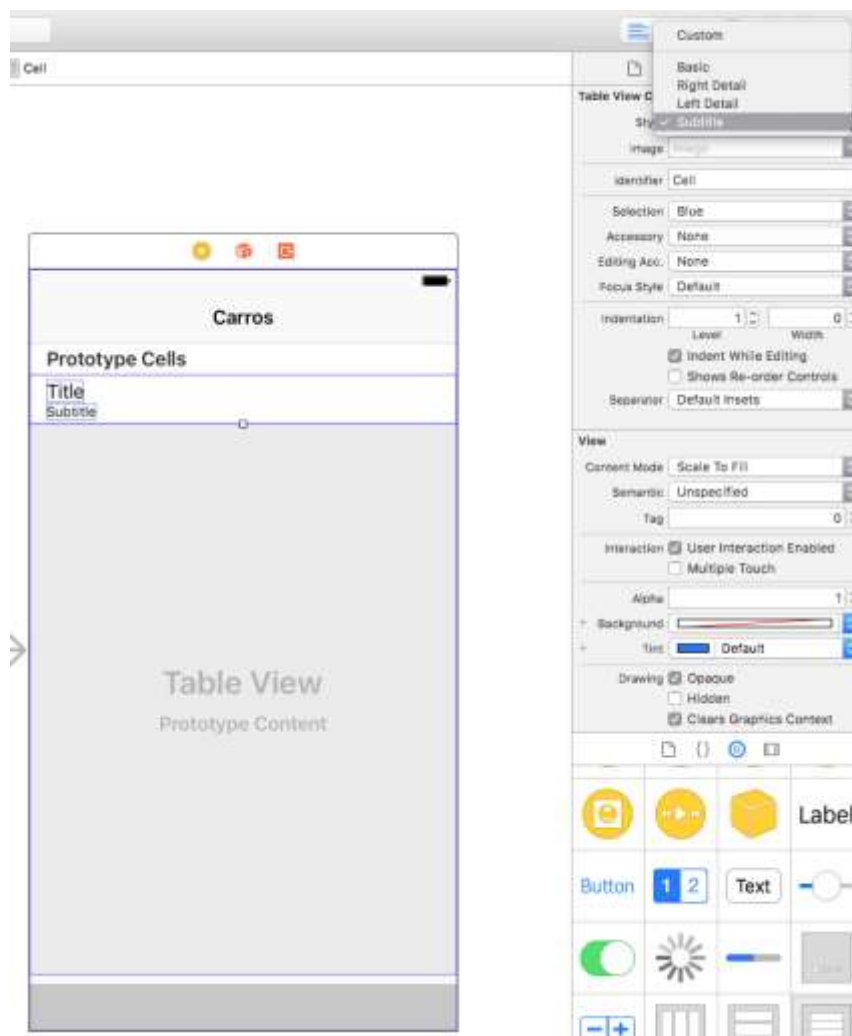 Cell
Custom
Basic
Right Detail
Left Detail
Subtitle
Table View C
Sty
Image Image
Identifier Cell
Selection Blue
Accessory None
Editing Acc. None
Focus Style Default
Indentation 1 0
Level Width
Indent While Editing
Shows Re-order Controls
Separator Default Insets
View
Content Mode Scale To Fill
Semantic Unspecified
Tag 0
Interaction User Interaction Enabled
Multiple Touch
Alpha 1
Background
Tint Default
Drawing Opaque
Hidden
Clears Graphics Context
Carros
Prototype Cells
Title
Subtitle
Table View
Prototype Content
{}
Label
Button 1 2 Text